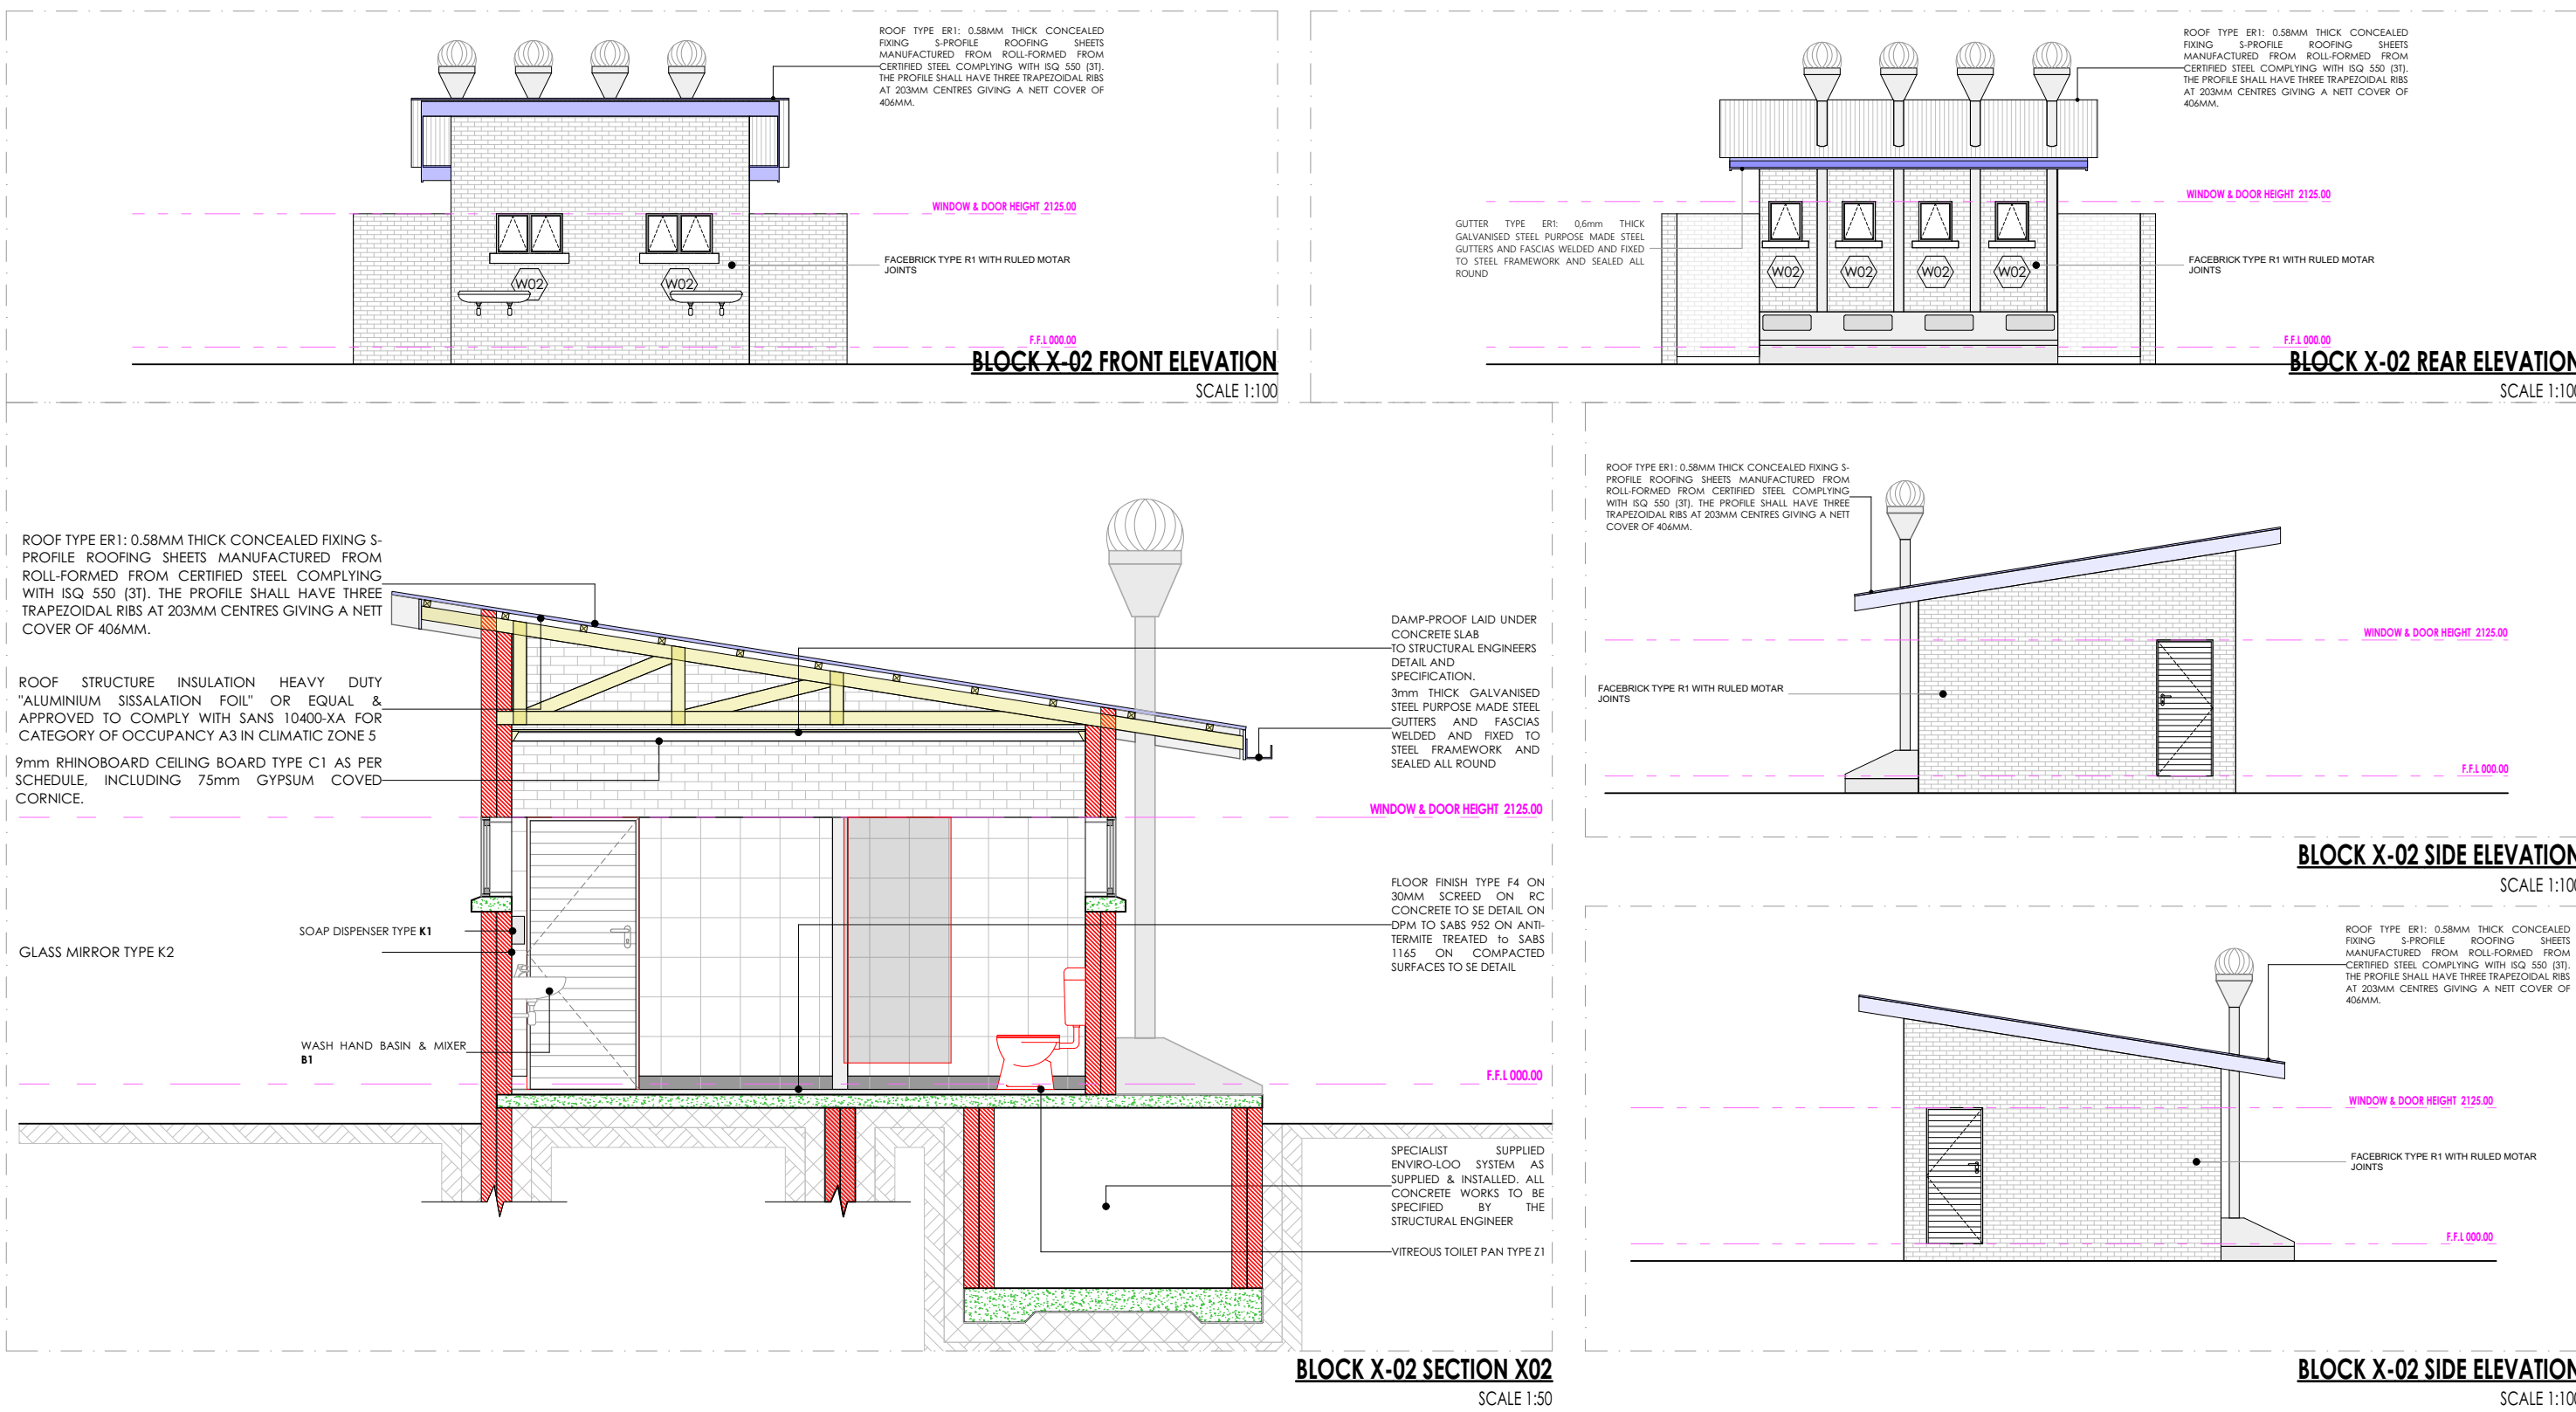 ROOF TYPE ER1: 0.58MM THICK CONCEALED
FIXING S-PROFILE ROOFING SHEETS
MANUFACTURED FROM ROLL-FORMED FROM
CERTIFIED STEEL COMPLYING WITH ISQ 550 (3T).
THE PROFILE SHALL HAVE THREE TRAPEZOIDAL RIBS
AT 203MM CENTRES GIVING A NETT COVER OF
406MM.
WINDOW & DOOR HEIGHT 2125.00
FACEBRICK TYPE R1 WITH RULED MOTAR
JOINTS
W02
W02
F.F.L 000.00
BLOCK X-02 FRONT ELEVATION
SCALE 1:100
ROOF TYPE ER1: 0.58MM THICK CONCEALED
FIXING S-PROFILE ROOFING SHEETS
MANUFACTURED FROM ROLL-FORMED FROM
CERTIFIED STEEL COMPLYING WITH ISQ 550 (3T).
THE PROFILE SHALL HAVE THREE TRAPEZOIDAL RIBS
AT 203MM CENTRES GIVING A NETT COVER OF
406MM.
WINDOW & DOOR HEIGHT 2125.00
GUTTER TYPE ER1: 0,6mm THICK
GALVANISED STEEL PURPOSE MADE STEEL
GUTTERS AND FASCIAS WELDED AND FIXED
TO STEEL FRAMEWORK AND SEALED ALL
ROUND
W02
W02
W02
W02
FACEBRICK TYPE R1 WITH RULED MOTAR
JOINTS
F.F.L 000.00
BLOCK X-02 REAR ELEVATION
SCALE 1:100
ROOF TYPE ER1: 0.58MM THICK CONCEALED FIXING S-
PROFILE ROOFING SHEETS MANUFACTURED FROM
ROLL-FORMED FROM CERTIFIED STEEL COMPLYING
WITH ISQ 550 (3T). THE PROFILE SHALL HAVE THREE
TRAPEZOIDAL RIBS AT 203MM CENTRES GIVING A NETT
COVER OF 406MM.
ROOF STRUCTURE INSULATION HEAVY DUTY
"ALUMINIUM SISSALATION FOIL" OR EQUAL &
APPROVED TO COMPLY WITH SANS 10400-XA FOR
CATEGORY OF OCCUPANCY A3 IN CLIMATIC ZONE 5
9mm RHINOBOARD CEILING BOARD TYPE C1 AS PER
SCHEDULE, INCLUDING 75mm GYPSUM COVED
CORNICE.
SOAP DISPENSER TYPE K1
GLASS MIRROR TYPE K2
WASH HAND BASIN & MIXER
B1
DAMP-PROOF LAID UNDER
CONCRETE SLAB
TO STRUCTURAL ENGINEERS
DETAIL AND
SPECIFICATION.
3mm THICK GALVANISED
STEEL PURPOSE MADE STEEL
GUTTERS AND FASCIAS
WELDED AND FIXED TO
STEEL FRAMEWORK AND
SEALED ALL ROUND
WINDOW & DOOR HEIGHT 2125.00
FLOOR FINISH TYPE F4 ON
30MM SCREED ON RC
CONCRETE TO SE DETAIL ON
DPM TO SABS 952 ON ANTI-
TERMITE TREATED to SABS
1165 ON COMPACTED
SURFACES TO SE DETAIL
F.F.L 000.00
SPECIALIST SUPPLIED
ENVIRO-LOO SYSTEM AS
SUPPLIED & INSTALLED. ALL
CONCRETE WORKS TO BE
SPECIFIED BY THE
STRUCTURAL ENGINEER
VITREOUS TOILET PAN TYPE Z1
BLOCK X-02 SECTION X02
SCALE 1:50
ROOF TYPE ER1: 0.58MM THICK CONCEALED FIXING S-
PROFILE ROOFING SHEETS MANUFACTURED FROM
ROLL-FORMED FROM CERTIFIED STEEL COMPLYING
WITH ISQ 550 (3T). THE PROFILE SHALL HAVE THREE
TRAPEZOIDAL RIBS AT 203MM CENTRES GIVING A NETT
COVER OF 406MM.
WINDOW & DOOR HEIGHT 2125.00
FACEBRICK TYPE R1 WITH RULED MOTAR
JOINTS
F.F.L 000.00
BLOCK X-02 SIDE ELEVATION
SCALE 1:100
ROOF TYPE ER1: 0.58MM THICK CONCEALED
FIXING S-PROFILE ROOFING SHEETS
MANUFACTURED FROM ROLL-FORMED FROM
CERTIFIED STEEL COMPLYING WITH ISQ 550 (3T).
THE PROFILE SHALL HAVE THREE TRAPEZOIDAL RIBS
AT 203MM CENTRES GIVING A NETT COVER OF
406MM.
WINDOW & DOOR HEIGHT 2125.00
FACEBRICK TYPE R1 WITH RULED MOTAR
JOINTS
F.F.L 000.00
BLOCK X-02 SIDE ELEVATION
SCALE 1:100